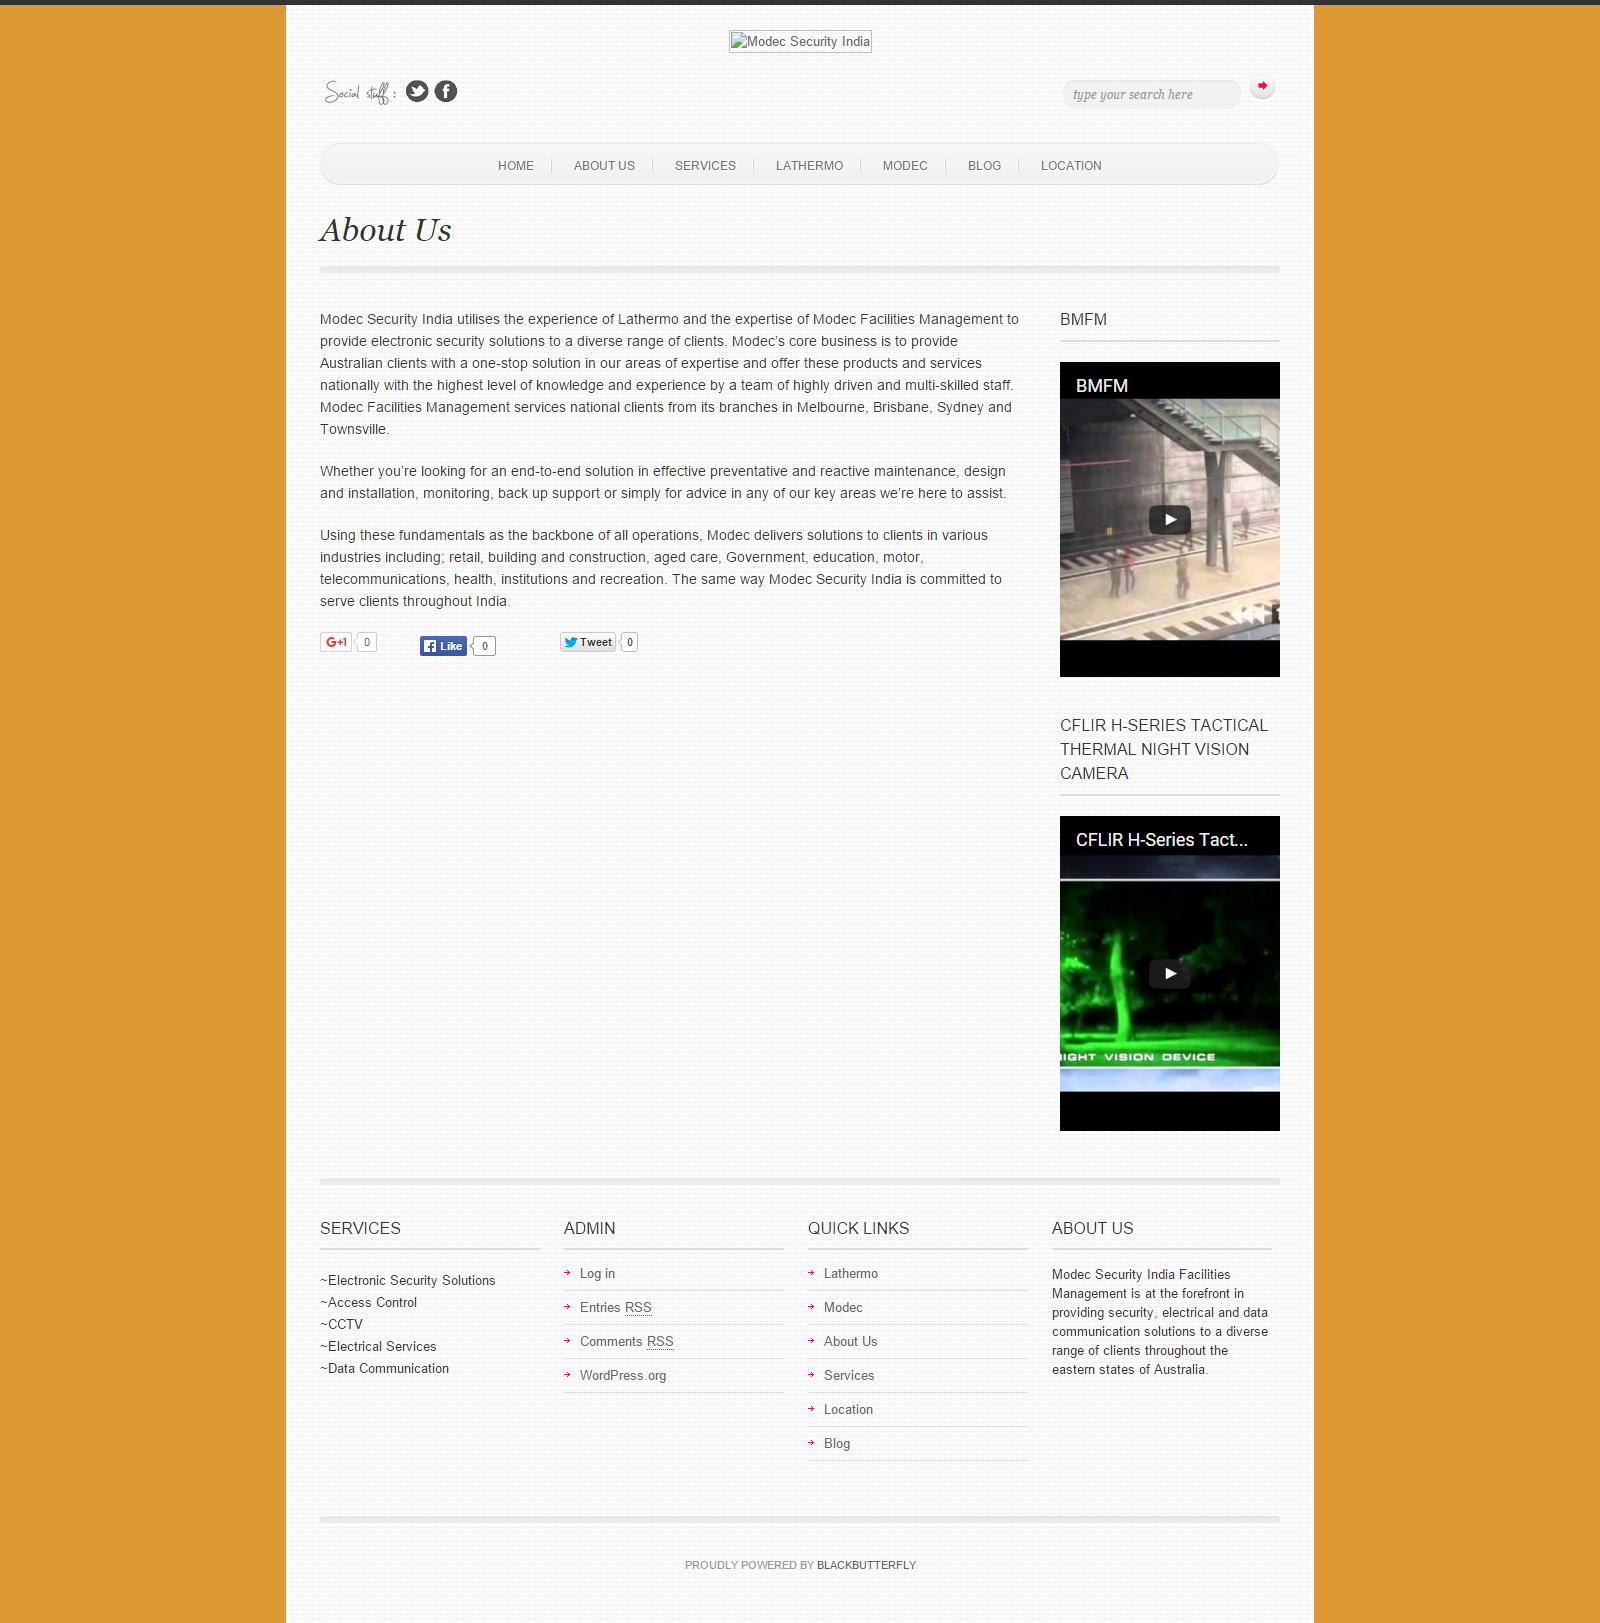 Modec Security India
Social stuff :
type your search here
HOME
ABOUT US
SERVICES
LATHERMO
MODEC
BLOG
LOCATION
About Us
Modec Security India utilises the experience of Lathermo and the expertise of Modec Facilities Management to
provide electronic security solutions to a diverse range of clients. Modec’s core business is to provide
Australian clients with a one-stop solution in our areas of expertise and offer these products and services
nationally with the highest level of knowledge and experience by a team of highly driven and multi-skilled staff.
Modec Facilities Management services national clients from its branches in Melbourne, Brisbane, Sydney and
Townsville.
Whether you’re looking for an end-to-end solution in effective preventative and reactive maintenance, design
and installation, monitoring, back up support or simply for advice in any of our key areas we’re here to assist.
Using these fundamentals as the backbone of all operations, Modec delivers solutions to clients in various
industries including; retail, building and construction, aged care, Government, education, motor,
telecommunications, health, institutions and recreation. The same way Modec Security India is committed to
serve clients throughout India.
G+1 0
Like 0
Tweet 0
BMFM
BMFM
CFLIR H-SERIES TACTICAL
THERMAL NIGHT VISION
CAMERA
CFLIR H-Series Tact...
IGHT VISION DEVICE
SERVICES
~Electronic Security Solutions
~Access Control
~CCTV
~Electrical Services
~Data Communication
ADMIN
Log in
Entries RSS
Comments RSS
WordPress.org
QUICK LINKS
Lathermo
Modec
About Us
Services
Location
Blog
ABOUT US
Modec Security India Facilities
Management is at the forefront in
providing security, electrical and data
communication solutions to a diverse
range of clients throughout the
eastern states of Australia.
PROUDLY POWERED BY BLACKBUTTERFLY